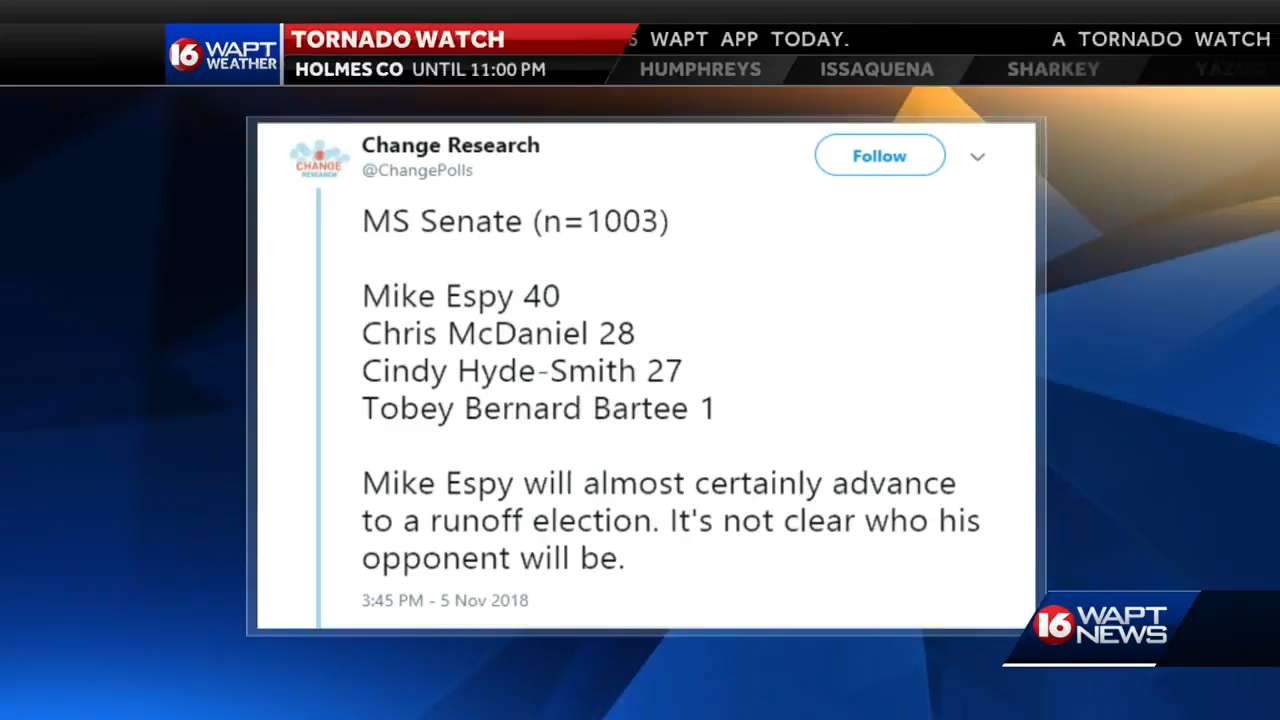 16 WAPT WEATHER
TORNADO WATCH
HOLMES CO UNTIL 11:00 PM
WAPT APP TODAY. A TORNADO WATCH
HUMPHREYS ISSAQUENA SHARKEY
CHANGE RESEARCH
Change Research
@ChangePolls
Follow
MS Senate (n=1003)
Mike Espy 40
Chris McDaniel 28
Cindy Hyde-Smith 27
Tobey Bernard Bartee 1
Mike Espy will almost certainly advance
to a runoff election. It's not clear who his
opponent will be.
3:45 PM - 5 Nov 2018
16 WAPT NEWS